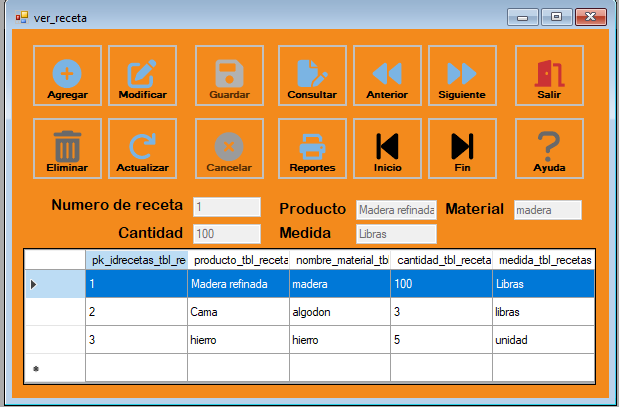 ver_receta
Agregar Modificar Guardar Consultar Anterior Siguiente Salir
Eliminar Actualizar Cancelar Reportes Inicio Fin Ayuda
Numero de receta 1 Producto Madera refinada Material madera
Cantidad 100 Medida Libras
pk_idrecetas_tbl_re producto_tbl_receta nombre_material_tbl cantidad_tbl_receta medida_tbl_recetas
1 Madera refinada madera 100 Libras
2 Cama algodon 3 libras
3 hierro hierro 5 unidad
*